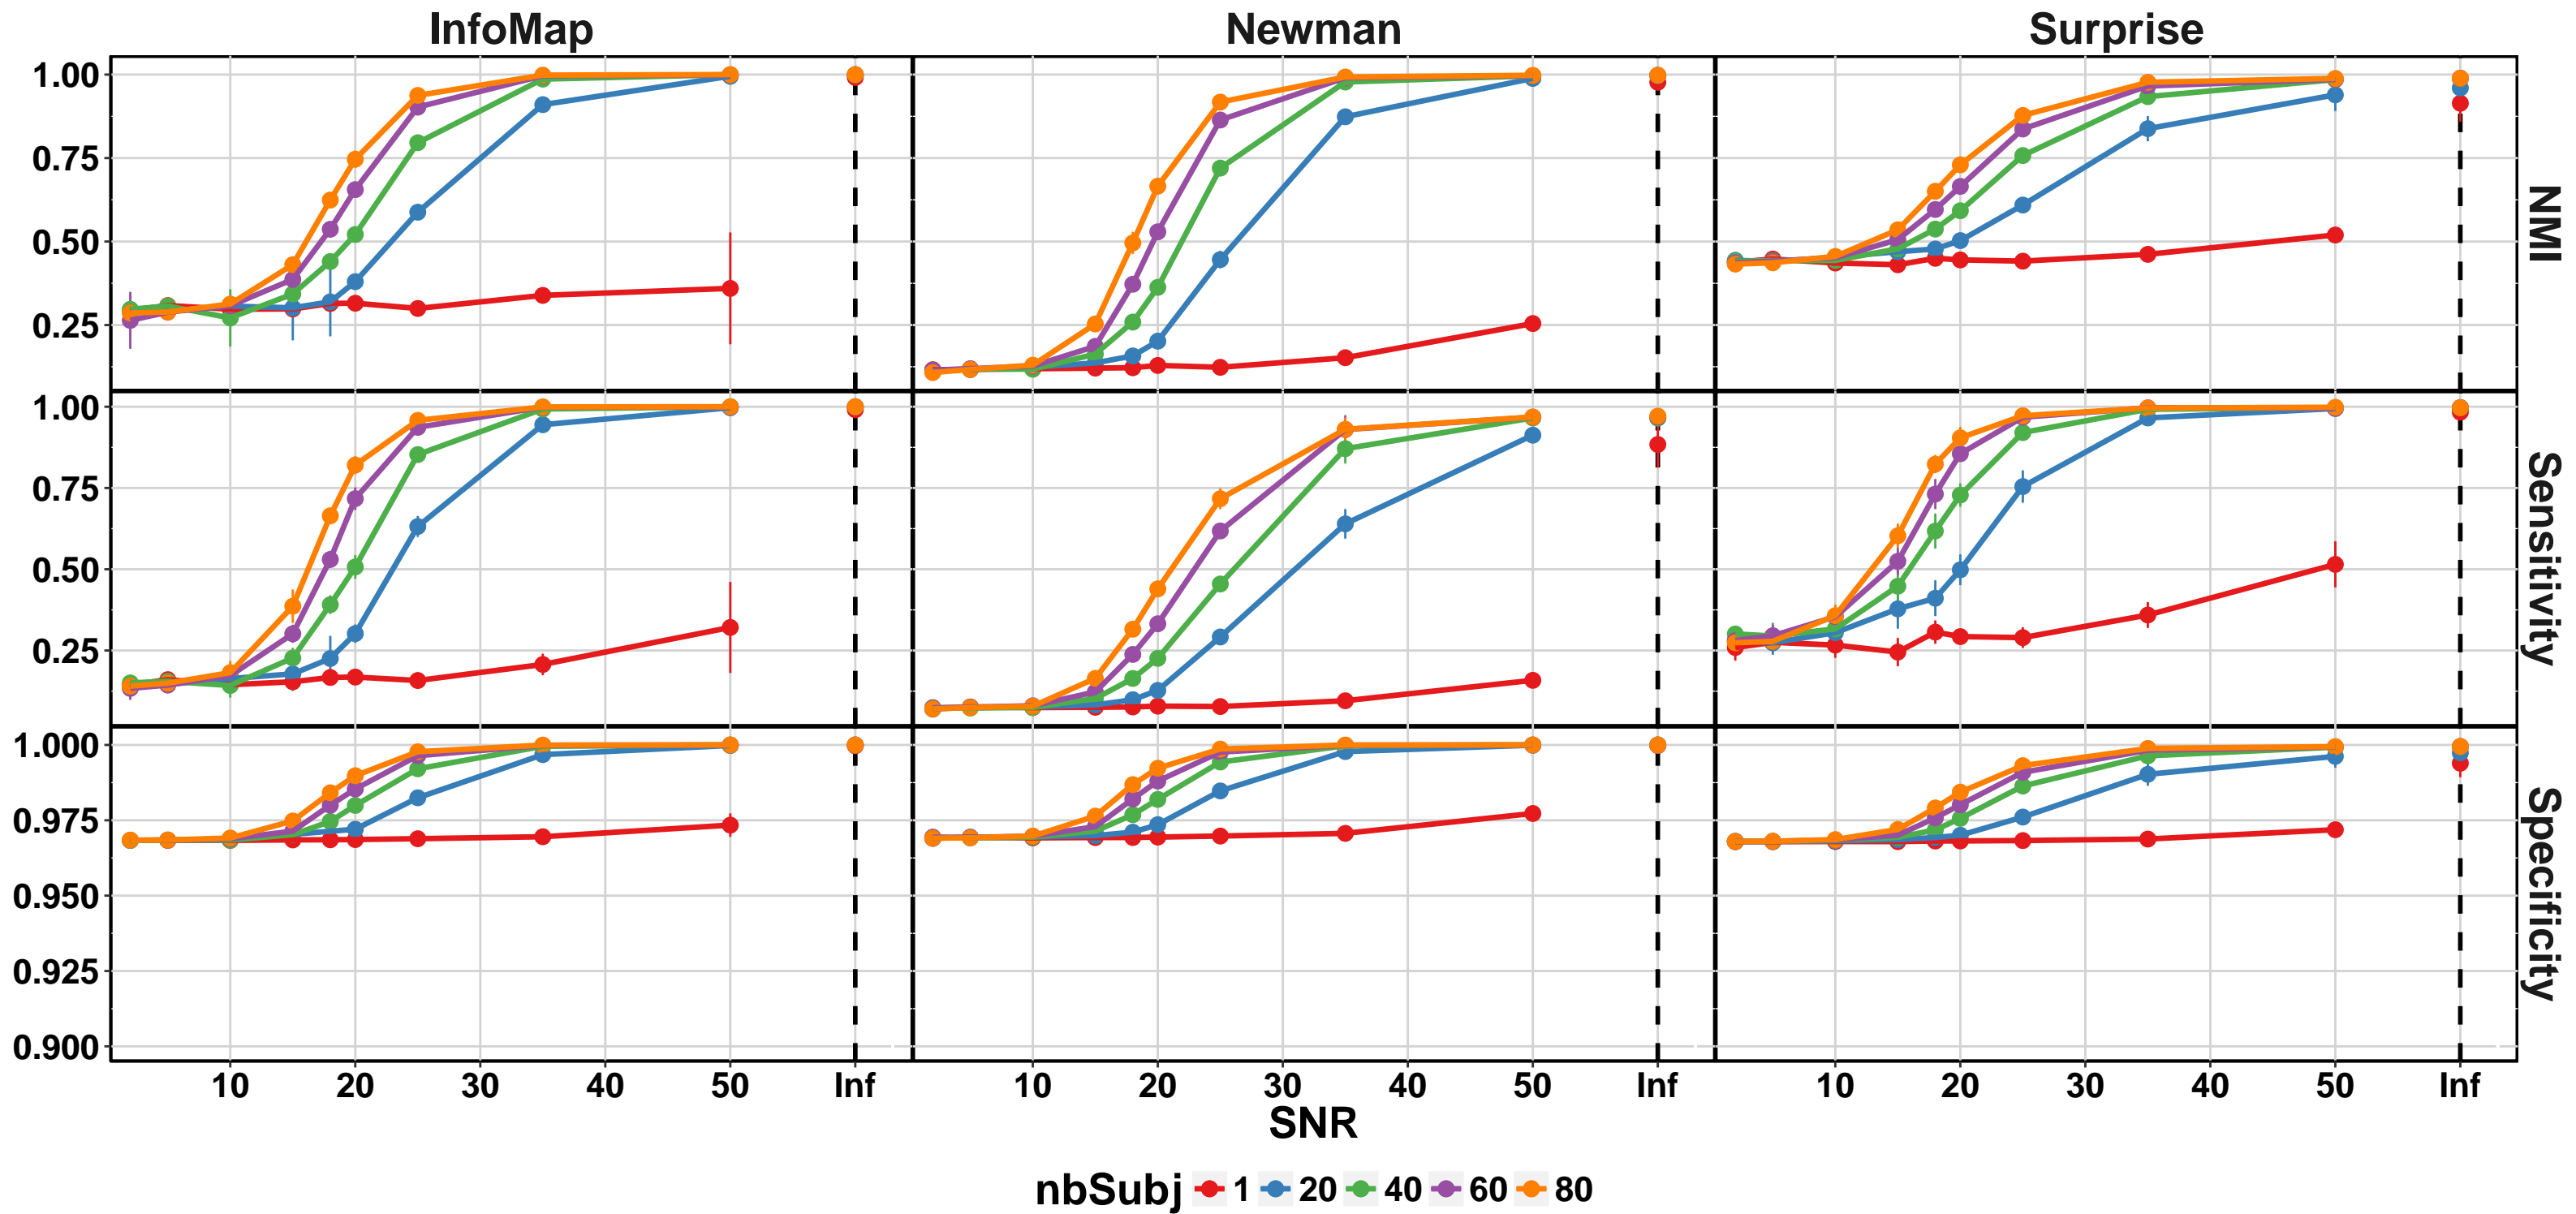 InfoMap Newman Surprise
1.00
0.75
0.50
0.25
NMI
1.00
0.75
0.50
0.25
Sensitivity
1.000
0.975
0.950
0.925
0.900
Specificity
10 20 30 40 50 Inf 10 20 30 40 50 Inf 10 20 30 40 50 Inf
SNR
nbSubj 1 20 40 60 80